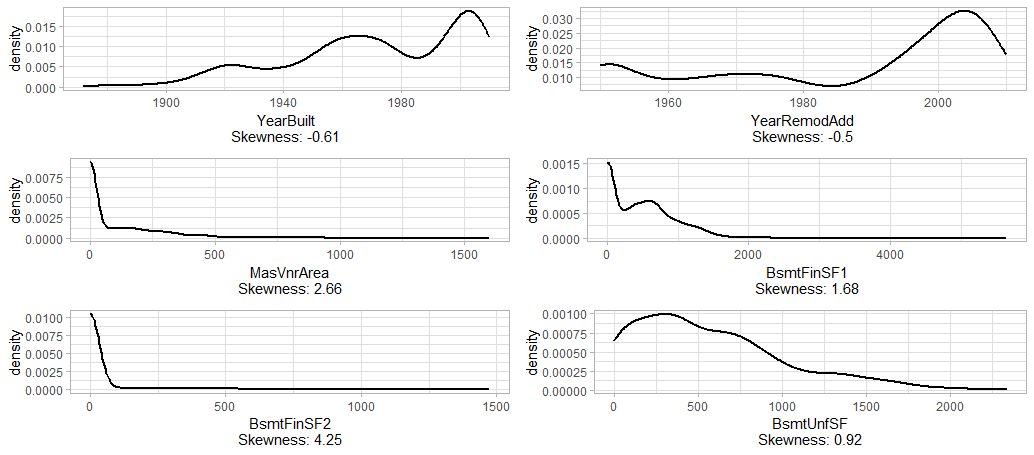 density
0.015
0.010
0.005
0.000
1900 1940 1980
YearBuilt
Skewness: -0.61
density
0.030
0.025
0.020
0.015
0.010
1960 1980 2000
YearRemodAdd
Skewness: -0.5
density
0.0075
0.0050
0.0025
0.0000
0 500 1000 1500
MasVnrArea
Skewness: 2.66
density
0.0015
0.0010
0.0005
0.0000
0 2000 4000
BsmtFinSF1
Skewness: 1.68
density
0.0100
0.0075
0.0050
0.0025
0.0000
0 500 1000 1500
BsmtFinSF2
Skewness: 4.25
density
0.00100
0.00075
0.00050
0.00025
0.00000
0 500 1000 1500 2000
BsmtUnfSF
Skewness: 0.92